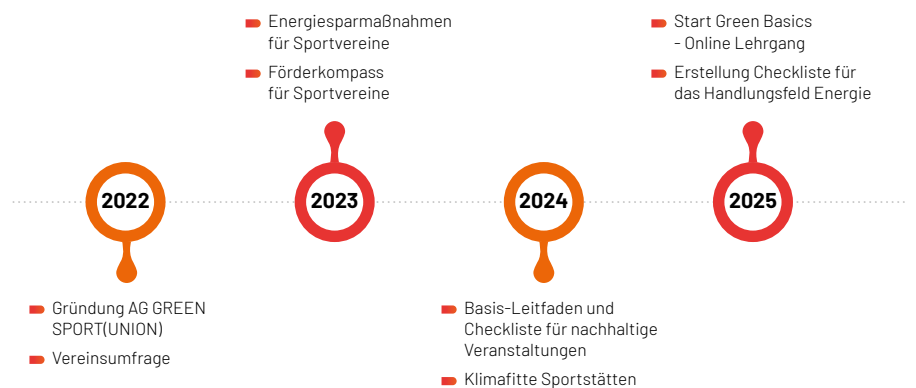 Energiesparmaßnahmen
für Sportvereine
Förderkompass
für Sportvereine
Start Green Basics
- Online Lehrgang
Erstellung Checkliste für
das Handlungsfeld Energie
2022
2023
2024
2025
Gründung AG GREEN
SPORT(UNION)
Vereinsumfrage
Basis-Leitfaden und
Checkliste für nachhaltige
Veranstaltungen
Klimafitte Sportstätten